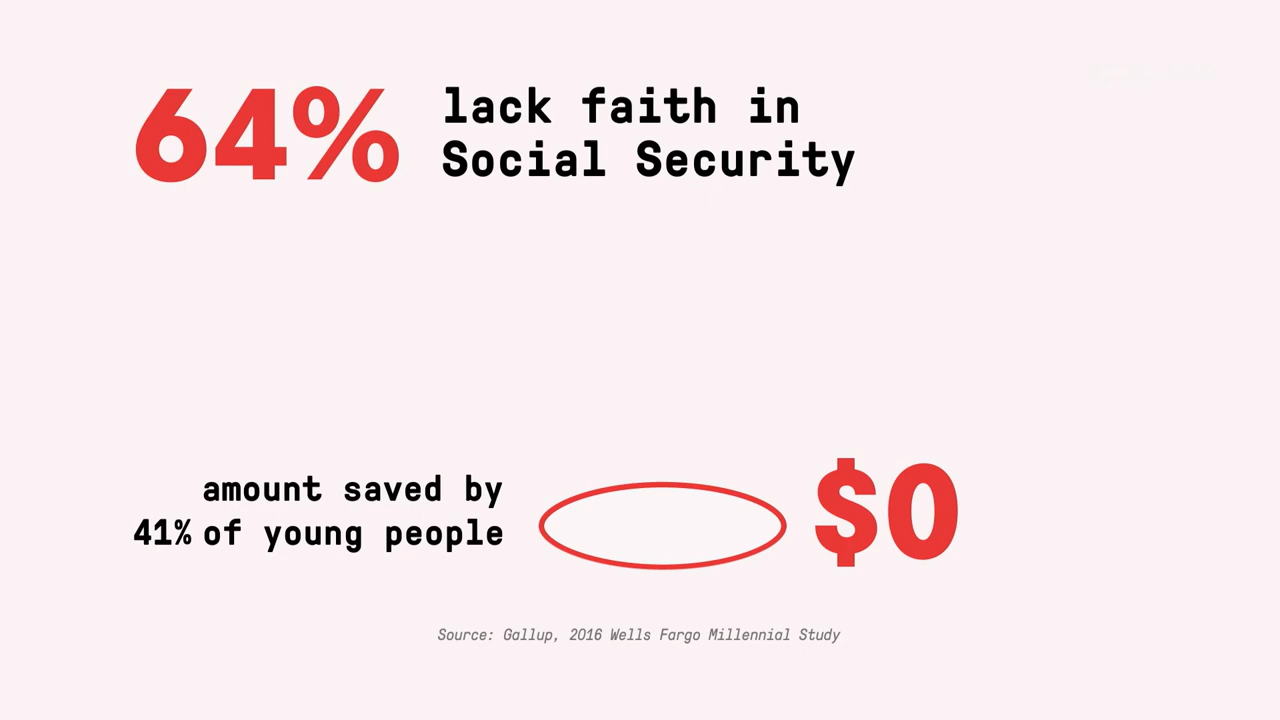 64% lack faith in
Social Security
amount saved by
41% of young people
$0
Source: Gallup, 2016 Wells Fargo Millennial Study